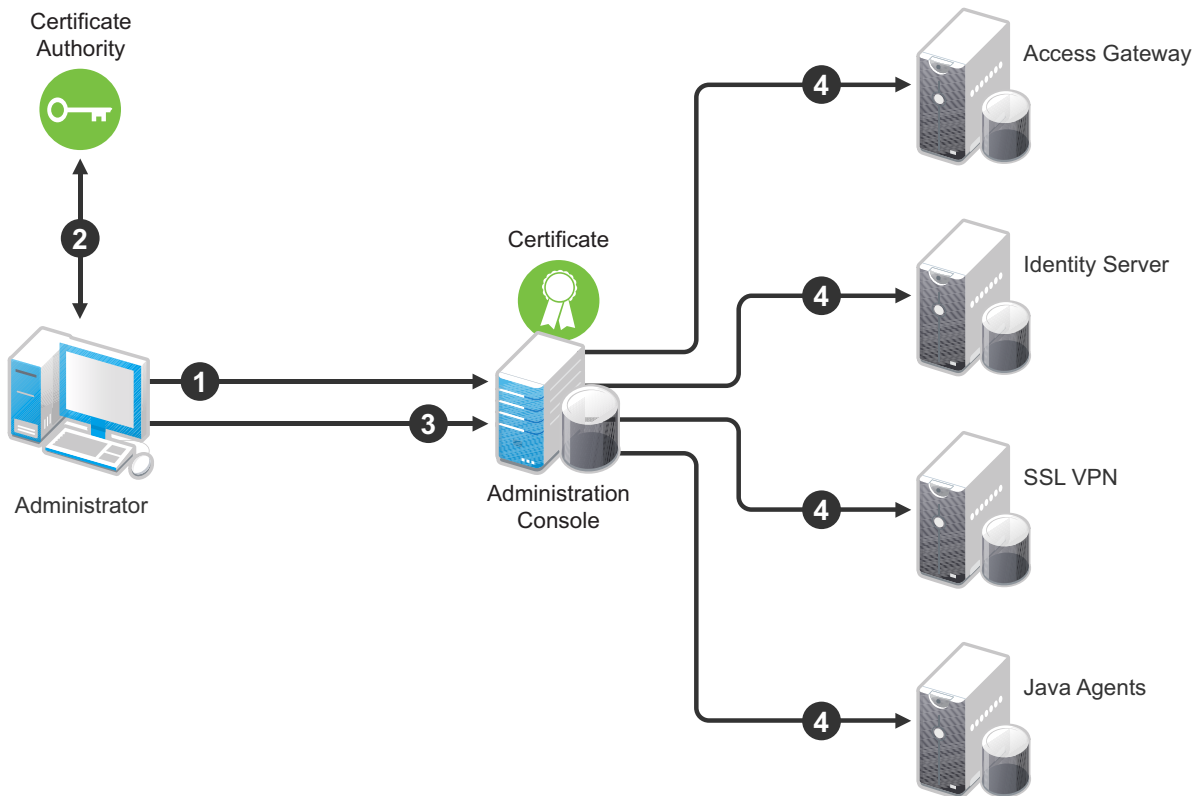 Certificate
Authority
2
Administrator
1
3
Certificate
Administration
Console
4
Access Gateway
4
Identity Server
4
SSL VPN
4
Java Agents